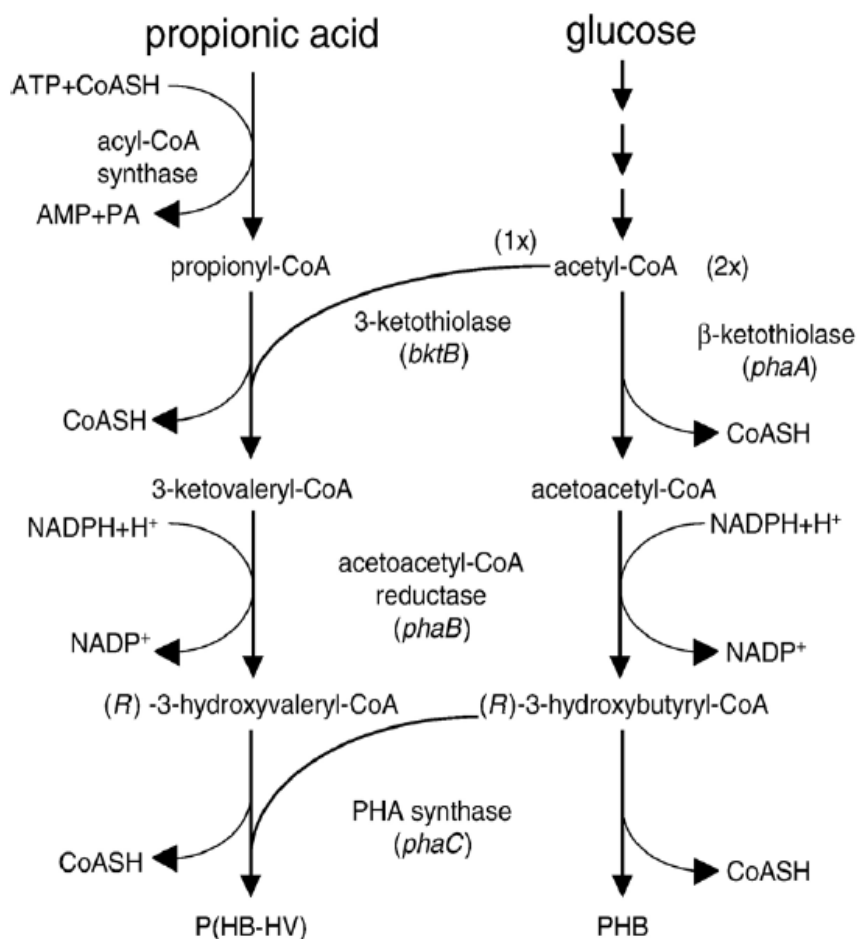 propionic acid
glucose
ATP+CoASH
acyl-CoA
synthase
AMP+PA
propionyl-CoA
(1x)
acetyl-CoA (2x)
3-ketothiolase
(bktB)
β-ketothiolase
(phaA)
CoASH
CoASH
3-ketovaleryl-CoA
acetoacetyl-CoA
NADPH+H⁺
NADPH+H⁺
acetoacetyl-CoA
reductase
(phaB)
NADP⁺
NADP⁺
(R) -3-hydroxyvaleryl-CoA
(R)-3-hydroxybutyryl-CoA
PHA synthase
(phaC)
CoASH
CoASH
P(HB-HV)
PHB